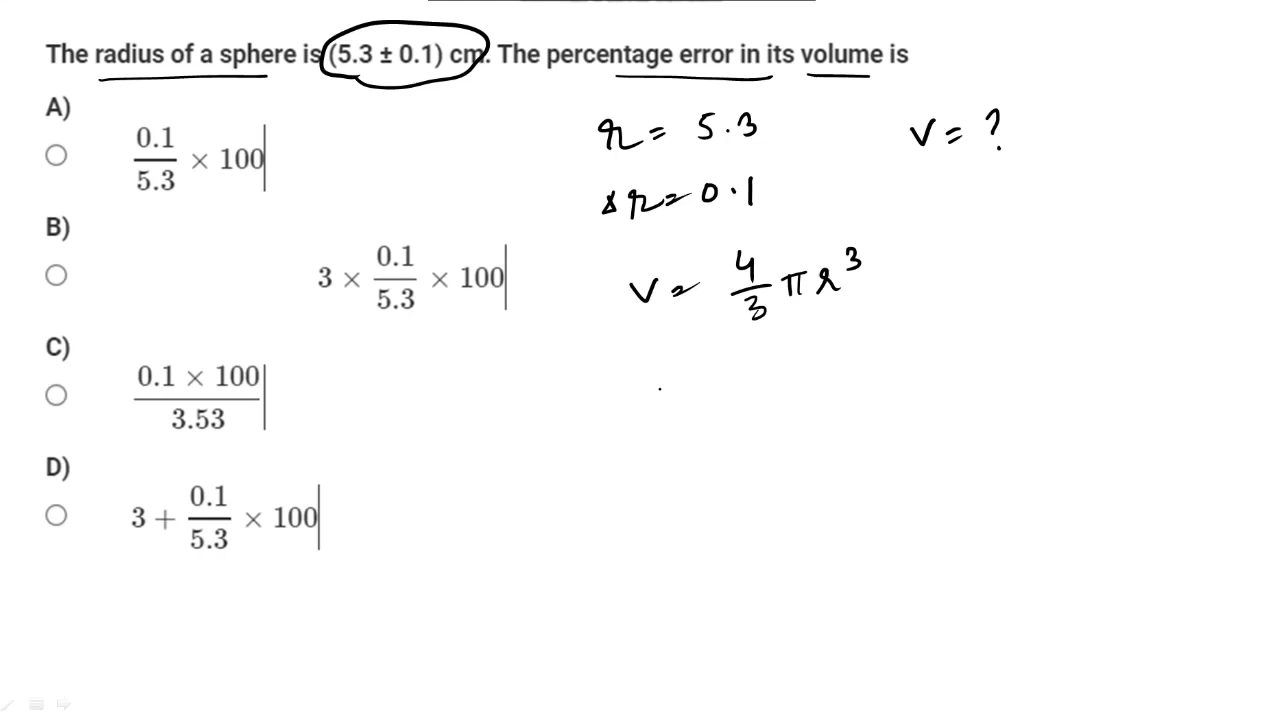 The radius of a sphere is (5.3 ± 0.1) cm. The percentage error in its volume is
A)
0.1
5.3
× 100
B)
3 ×
0.1
5.3
× 100
C)
0.1 × 100
3.53
D)
3 +
0.1
5.3
× 100
r = 5.3
V = ?
Δr = 0.1
V = 4/3 πr³